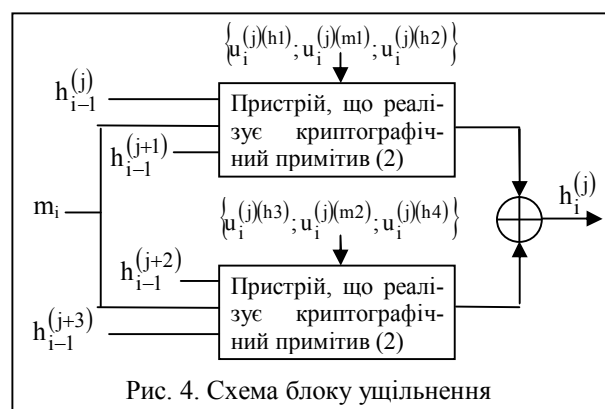 {u_i^{(j)(h1)}; u_i^{(j)(m1)}; u_i^{(j)(h2)}}
h_{i-1}^{(j)}
Пристрій, що реалі-
зує криптографіч-
ний примітив (2)
h_{i-1}^{(j+1)}
h_i^{(j)}
m_i
{u_i^{(j)(h3)}; u_i^{(j)(m2)}; u_i^{(j)(h4)}}
h_{i-1}^{(j+2)}
Пристрій, що реалі-
зує криптографіч-
ний примітив (2)
h_{i-1}^{(j+3)}
Рис. 4. Схема блоку ущільнення